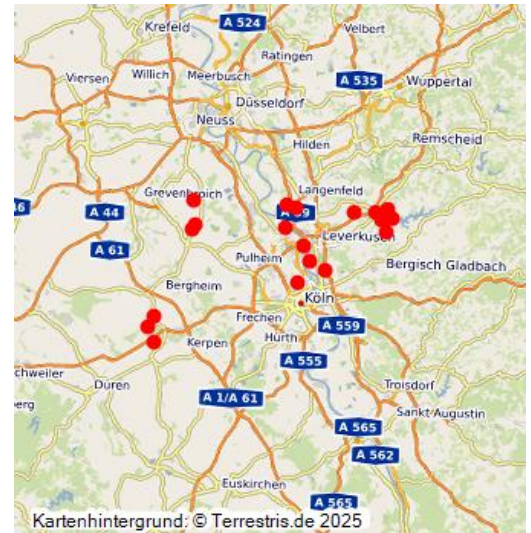 Krefeld
A 524
Velbert
Ratingen
Viersen
Willich
Meerbusch
A 535
Wuppertal
Düsseldorf
Neuss
Remscheid
Hilden
Grevenbroich
Langenfeld
A 44
Leverkusen
A 61
Pulheim
Bergisch Gladbach
Bergheim
Köln
Frechen
A 559
Kerpen
Hürth
A 555
Düren
Troisdorf
A 1/A 61
Sankt Augustin
A 565
A 562
Euskirchen
A 565
Kartenhintergrund: © Terrestris.de 2025